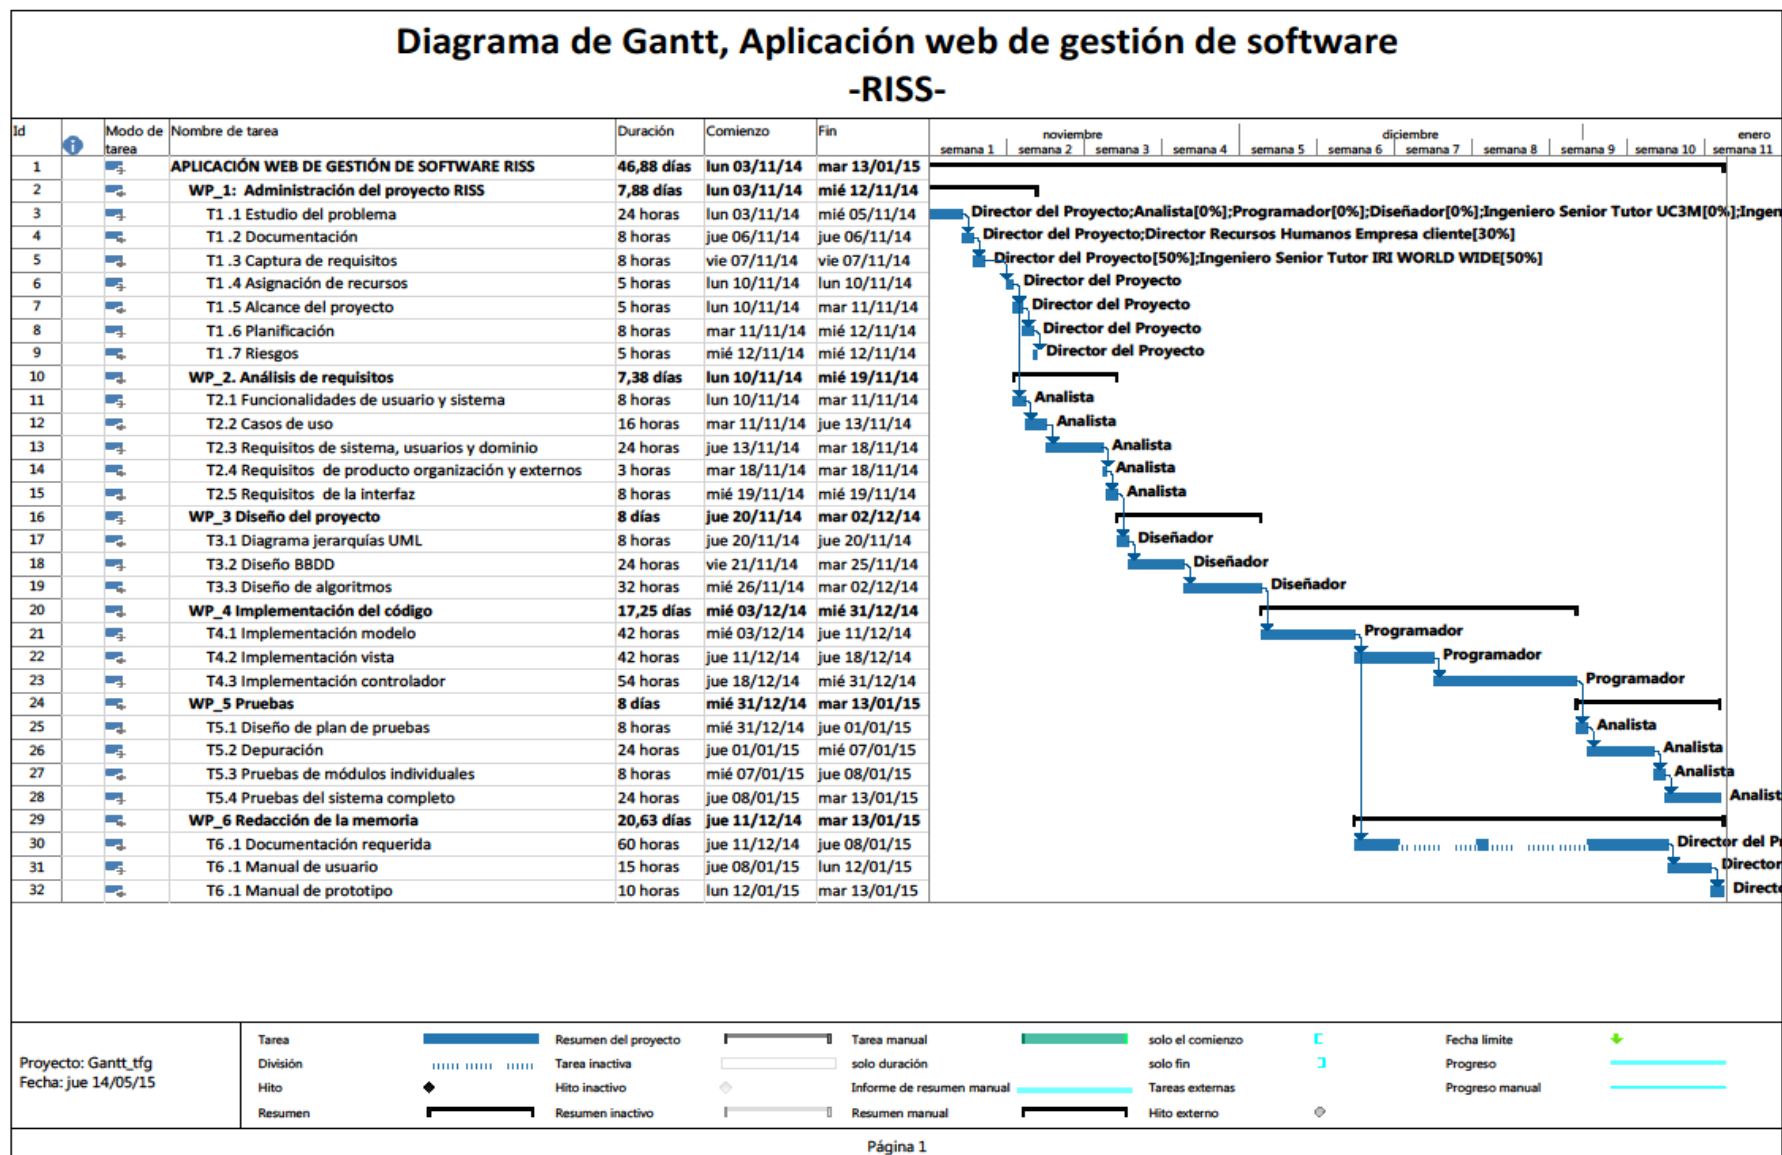 Diagrama de Gantt, Aplicación web de gestión de software
-RISS-
Id Modo de tarea Nombre de tarea Duración Comienzo Fin
noviembre diciembre enero
semana 1 semana 2 semana 3 semana 4 semana 5 semana 6 semana 7 semana 8 semana 9 semana 10 semana 11
1 APLICACIÓN WEB DE GESTIÓN DE SOFTWARE RISS 46,88 días lun 03/11/14 mar 13/01/15
2 WP_1: Administración del proyecto RISS 7,88 días lun 03/11/14 mié 12/11/14
3 T1 .1 Estudio del problema 24 horas lun 03/11/14 mié 05/11/14 Director del Proyecto;Analista[0%];Programador[0%];Diseñador[0%];Ingeniero Senior Tutor UC3M[0%];Ingen
4 T1 .2 Documentación 8 horas jue 06/11/14 jue 06/11/14 Director del Proyecto;Director Recursos Humanos Empresa cliente[30%]
5 T1 .3 Captura de requisitos 8 horas vie 07/11/14 vie 07/11/14 Director del Proyecto[50%];Ingeniero Senior Tutor IRI WORLD WIDE[50%]
6 T1 .4 Asignación de recursos 5 horas lun 10/11/14 lun 10/11/14 Director del Proyecto
7 T1 .5 Alcance del proyecto 5 horas lun 10/11/14 mar 11/11/14 Director del Proyecto
8 T1 .6 Planificación 8 horas mar 11/11/14 mié 12/11/14 Director del Proyecto
9 T1 .7 Riesgos 5 horas mié 12/11/14 mié 12/11/14 Director del Proyecto
10 WP_2. Análisis de requisitos 7,38 días lun 10/11/14 mié 19/11/14
11 T2.1 Funcionalidades de usuario y sistema 8 horas lun 10/11/14 mar 11/11/14 Analista
12 T2.2 Casos de uso 16 horas mar 11/11/14 jue 13/11/14 Analista
13 T2.3 Requisitos de sistema, usuarios y dominio 24 horas jue 13/11/14 mar 18/11/14 Analista
14 T2.4 Requisitos de producto organización y externos 3 horas mar 18/11/14 mar 18/11/14 Analista
15 T2.5 Requisitos de la interfaz 8 horas mié 19/11/14 mié 19/11/14 Analista
16 WP_3 Diseño del proyecto 8 días jue 20/11/14 mar 02/12/14
17 T3.1 Diagrama jerarquías UML 8 horas jue 20/11/14 jue 20/11/14 Diseñador
18 T3.2 Diseño BBDD 24 horas vie 21/11/14 mar 25/11/14 Diseñador
19 T3.3 Diseño de algoritmos 32 horas mié 26/11/14 mar 02/12/14 Diseñador
20 WP_4 Implementación del código 17,25 días mié 03/12/14 mié 31/12/14
21 T4.1 Implementación modelo 42 horas mié 03/12/14 jue 11/12/14 Programador
22 T4.2 Implementación vista 42 horas jue 11/12/14 jue 18/12/14 Programador
23 T4.3 Implementación controlador 54 horas jue 18/12/14 mié 31/12/14 Programador
24 WP_5 Pruebas 8 días mié 31/12/14 mar 13/01/15
25 T5.1 Diseño de plan de pruebas 8 horas mié 31/12/14 jue 01/01/15 Analista
26 T5.2 Depuración 24 horas jue 01/01/15 mié 07/01/15 Analista
27 T5.3 Pruebas de módulos individuales 8 horas mié 07/01/15 jue 08/01/15 Analista
28 T5.4 Pruebas del sistema completo 24 horas jue 08/01/15 mar 13/01/15 Analist
29 WP_6 Redacción de la memoria 20,63 días jue 11/12/14 mar 13/01/15
30 T6 .1 Documentación requerida 60 horas jue 11/12/14 jue 08/01/15 Director del P
31 T6 .1 Manual de usuario 15 horas jue 08/01/15 lun 12/01/15 Director
32 T6 .1 Manual de prototipo 10 horas lun 12/01/15 mar 13/01/15 Directo
Proyecto: Gantt_tfg
Fecha: jue 14/05/15
Tarea Resumen del proyecto Tarea manual solo el comienzo Fecha límite
División Tarea inactiva solo duración solo fin Progreso
Hito Hito inactivo Informe de resumen manual Tareas externas Progreso manual
Resumen Resumen inactivo Resumen manual Hito externo
Página 1